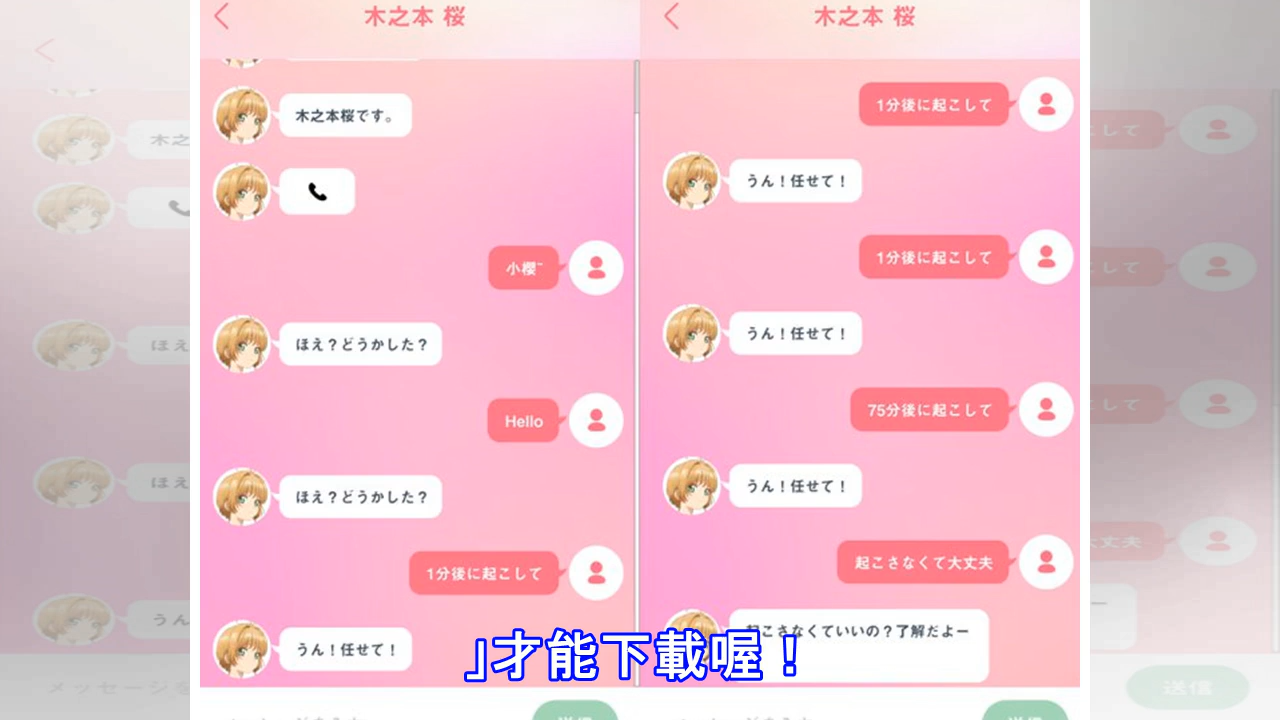 木之本 桜
木之本桜です。
小樱~
ほえ？どうかした？
Hello
ほえ？どうかした？
1分後に起こして
うん！任せて！
木之本 桜
1分後に起こして
うん！任せて！
1分後に起こして
うん！任せて！
75分後に起こして
うん！任せて！
起こさなくて大丈夫
起こさなくていいの？了解だよー
」才能下載喔！
送信